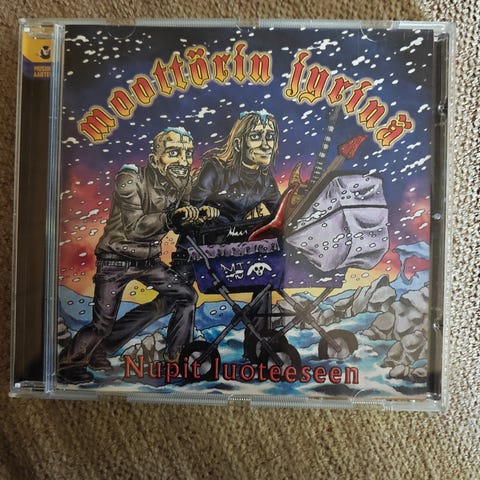 moottörin jyrinä
Nupit luoteeseen